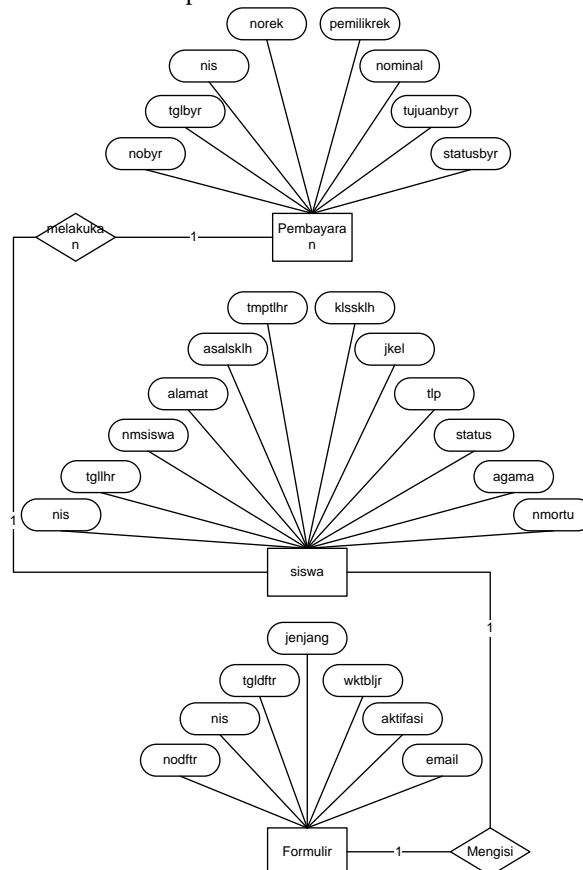 norek
pemilikrek
nis
nominal
tglbyr
tujuanbyr
nobyr
statusbyr
melakuka
n
1
Pembayara
n
tmptlhr
klssklh
asalsklh
jkel
alamat
tlp
nmsiswa
status
tgllhr
agama
nis
nmortu
1
siswa
1
jenjang
tgldftr
wktbljr
nis
aktifasi
nodftr
email
Formulir
1
Mengisi